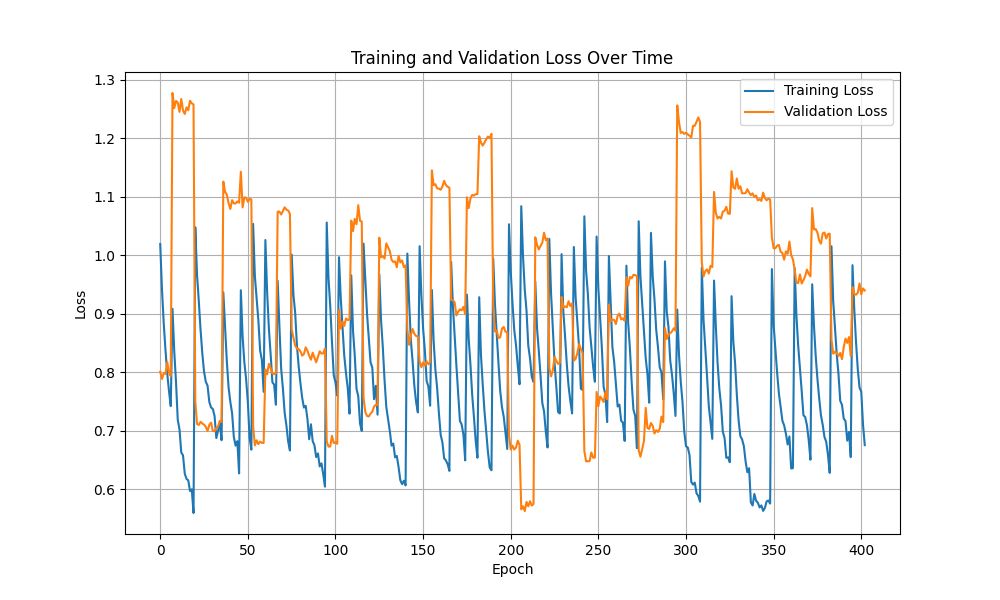 Training and Validation Loss Over Time
Training Loss
Validation Loss
Loss
1.3
1.2
1.1
1.0
0.9
0.8
0.7
0.6
0 50 100 150 200 250 300 350 400
Epoch